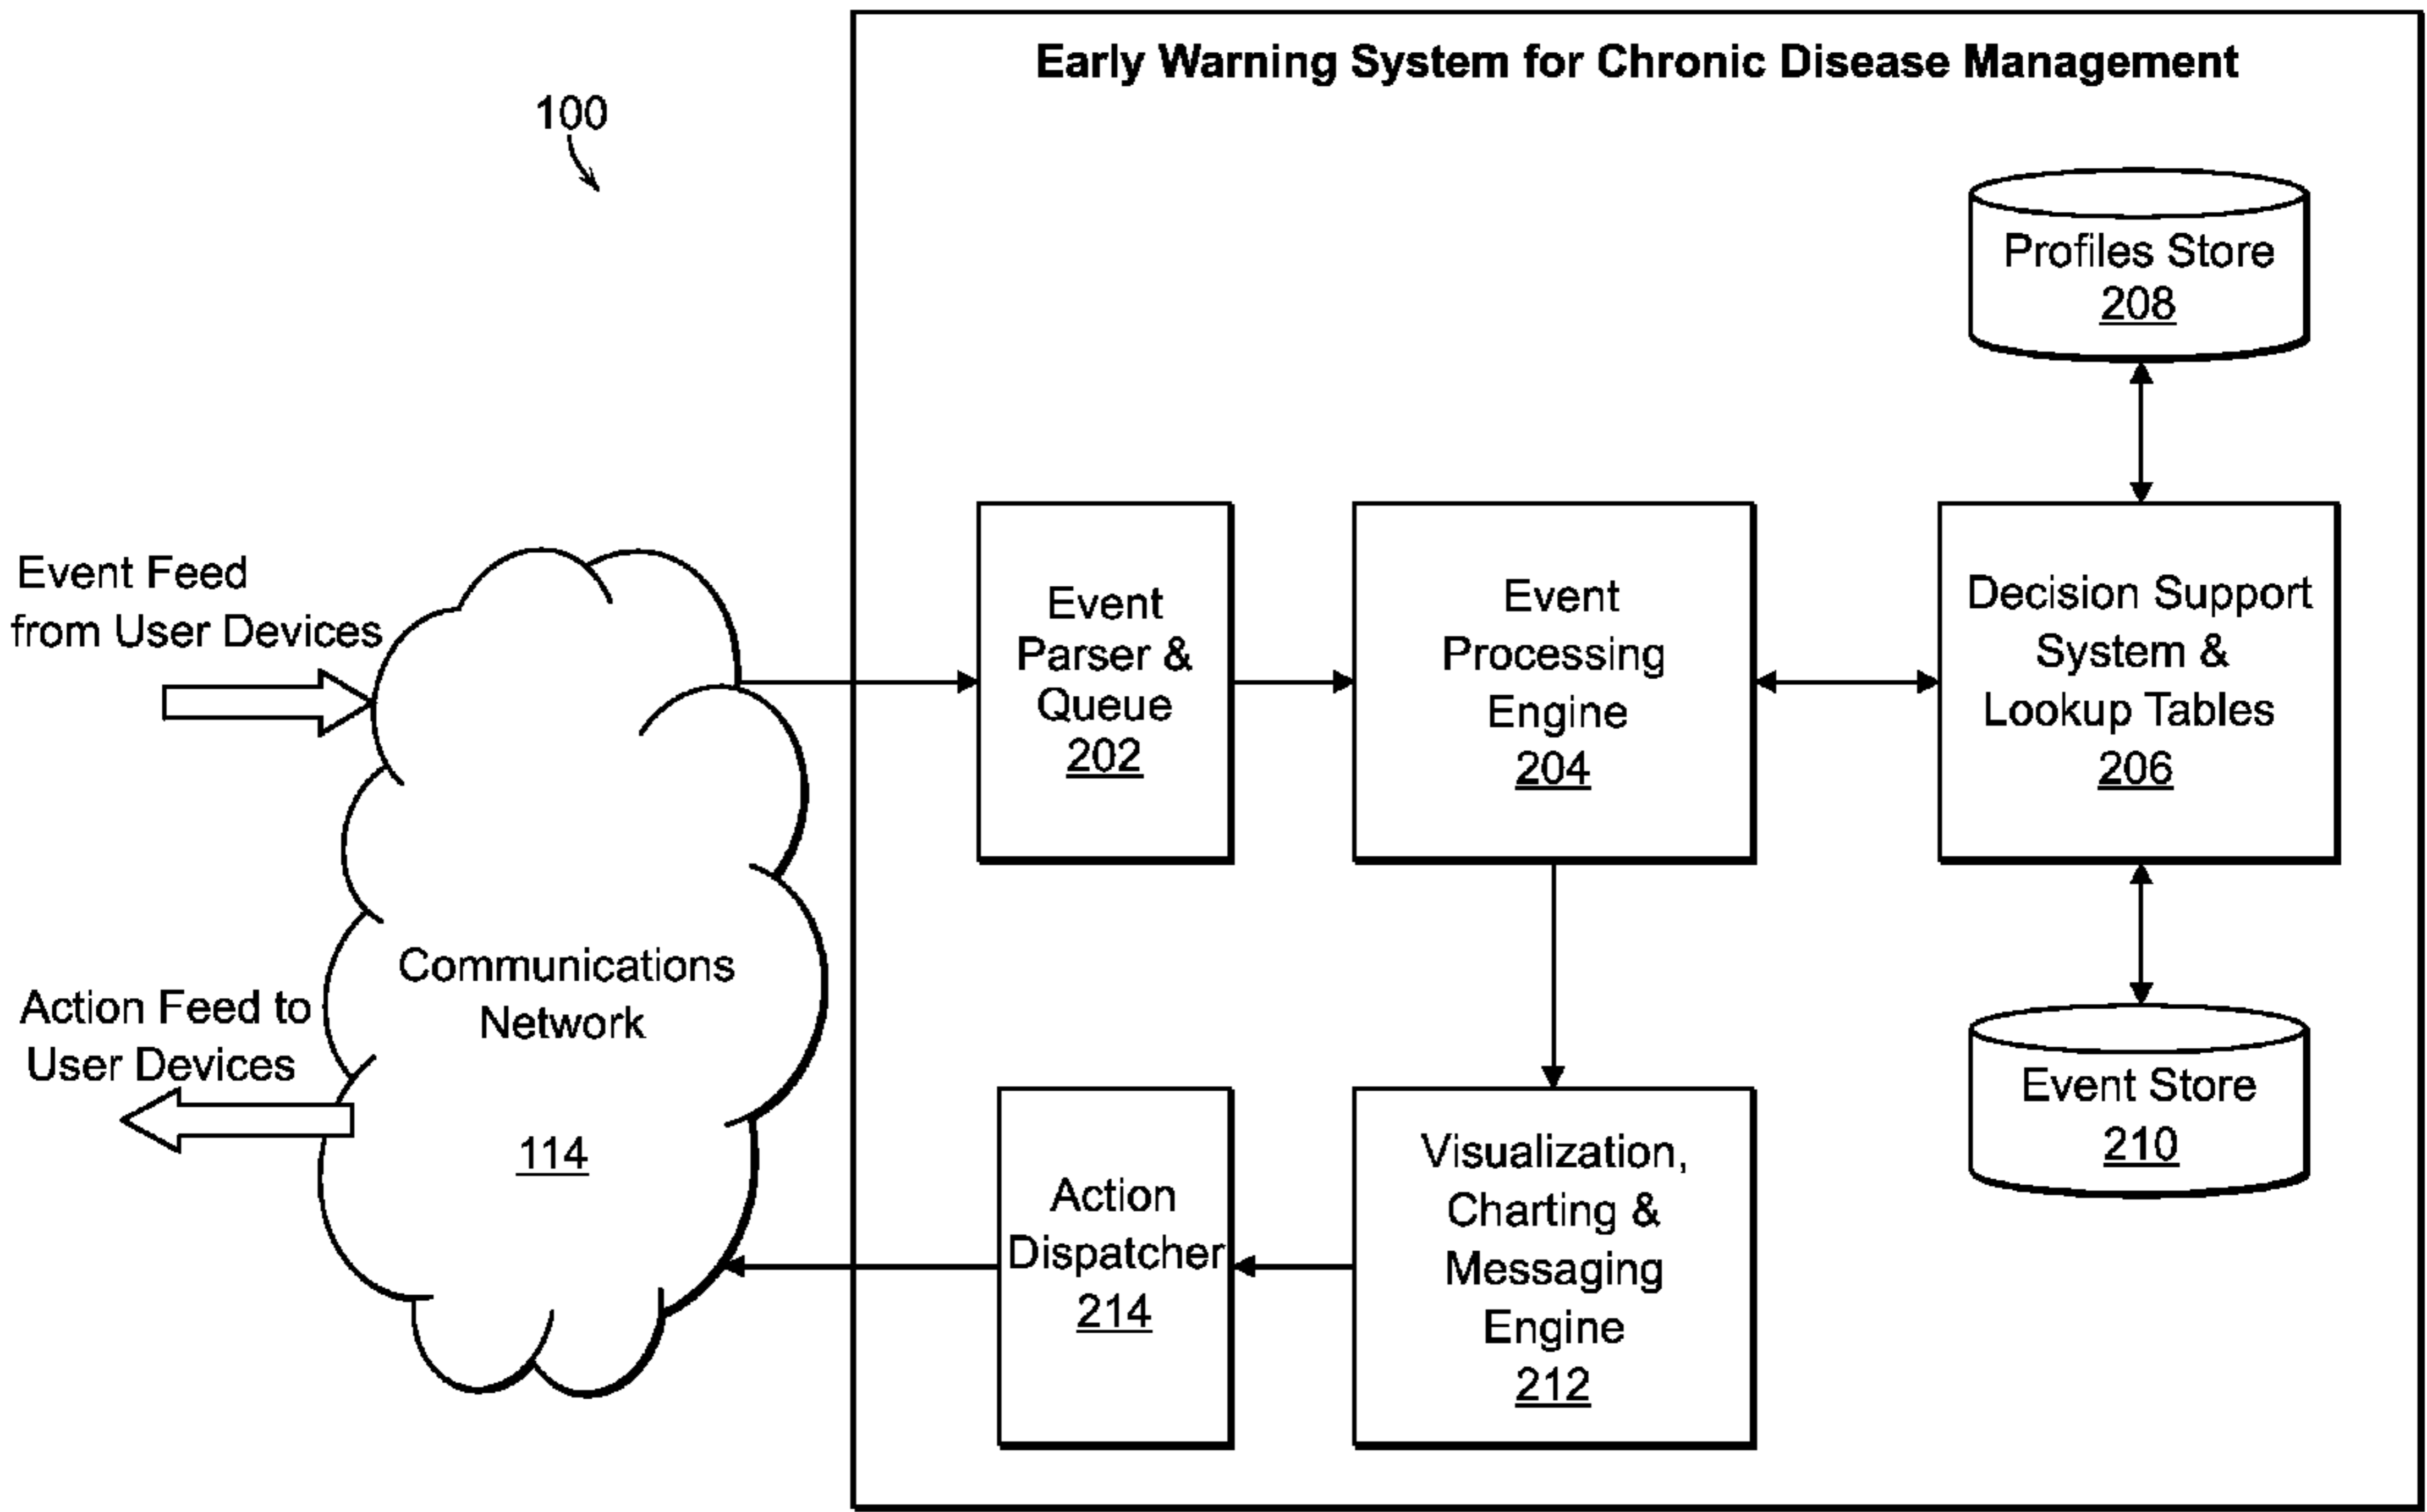 Early Warning System for Chronic Disease Management
100
Profiles Store
208
Event Feed
from User Devices
Event
Parser &
Queue
202
Event
Processing
Engine
204
Decision Support
System &
Lookup Tables
206
Communications
Network
114
Action Feed to
User Devices
Action
Dispatcher
214
Visualization,
Charting &
Messaging
Engine
212
Event Store
210